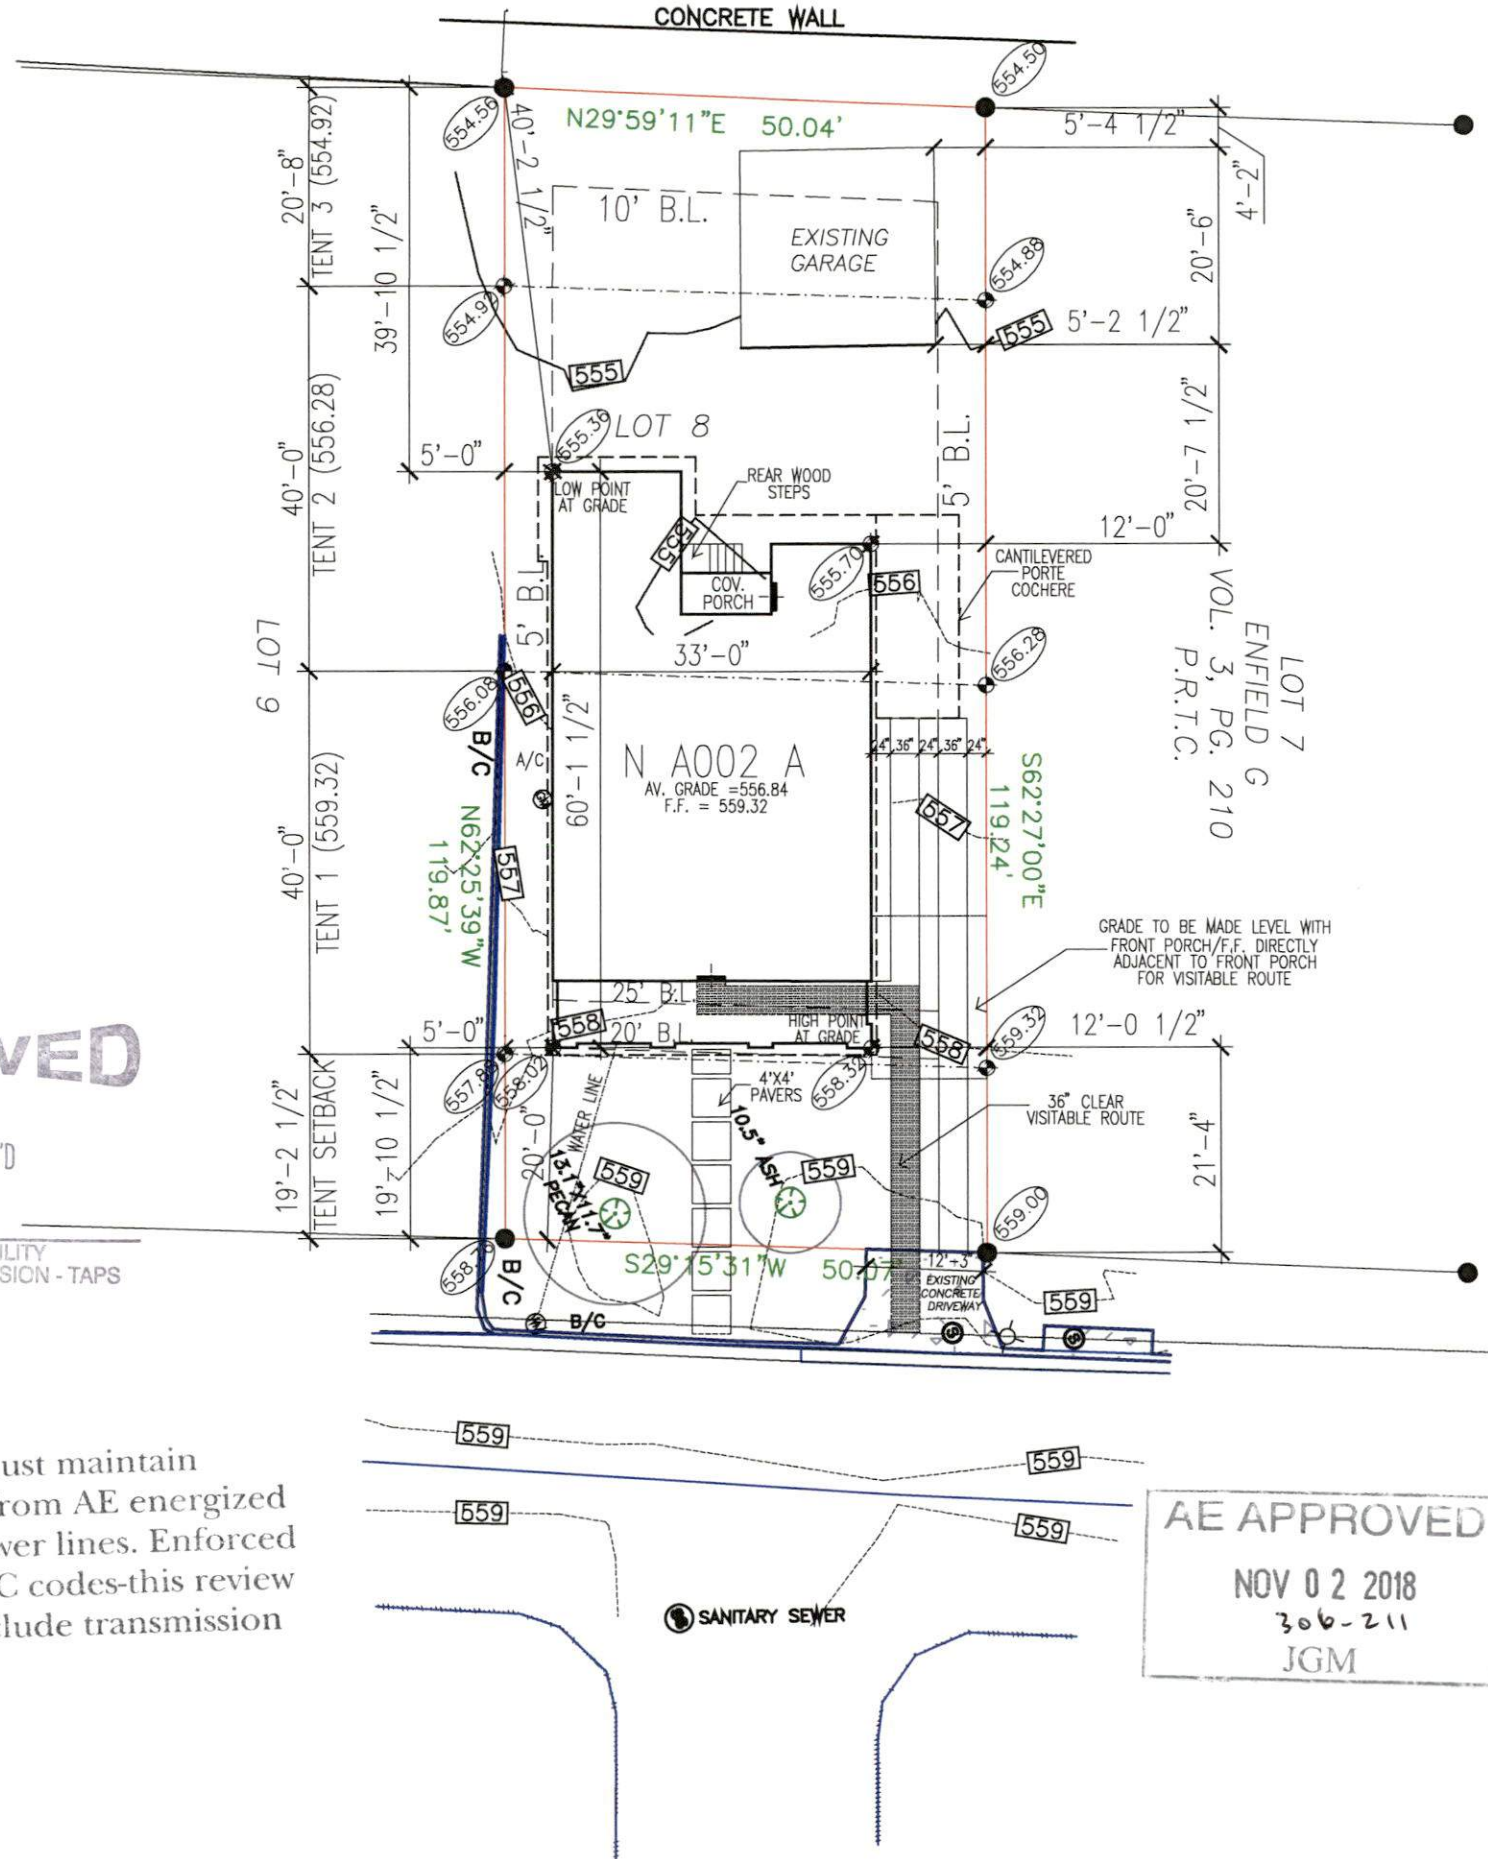 CONCRETE WALL
554.50
554.56
N29°59'11"E 50.04'
5'-4 1/2"
4'-2"
40'-2 1/2"
20'-8"
TENT 3 (554.92)
39'-10 1/2"
10' B.L.
EXISTING
GARAGE
554.88
20'-6"
554.92
555
555
5'-2 1/2"
40'-0"
TENT 2 (556.28)
5'-0"
555.36
LOT 8
5' B.L.
20'-7 1/2"
LOW POINT
AT GRADE
REAR WOOD
STEPS
12'-0"
555
555.70
556
CANTILEVERED
PORTE
COCHERE
COV.
PORCH
5' B.L.
33'-0"
556.28
LOT 7
ENFIELD G
VOL. 3, PG. 210
P.R.T.C.
LOT 9
556.08
556
B/C
A/C
60'-1 1/2"
N A002 A
AV. GRADE =556.84
F.F. = 559.32
24" 36" 24" 36" 24"
S62°27'00"E
119.24'
557
40'-0"
TENT 1 (559.32)
N62°25'39"W
119.87'
557
GRADE TO BE MADE LEVEL WITH
FRONT PORCH/F.F. DIRECTLY
ADJACENT TO FRONT PORCH
FOR VISITABLE ROUTE
25' B.L.
20' B.L.
5'-0"
558
HIGH POINT
AT GRADE
558
559.32
12'-0 1/2"
VED
'D
558.02
558.32
4'X4'
PAVERS
36" CLEAR
VISITABLE ROUTE
19'-2 1/2"
TENT SETBACK
19'-10 1/2"
20'-0"
WATER LINE
13.1"X11.7"
PECAN
559
10.5" ASH
559
21'-4"
559.00
ILITY
SION - TAPS
B/C
S29°15'31"W 50.07'
12'-3"
EXISTING
CONCRETE
DRIVEWAY
559
B/C
WM
S
S
559
559
559
559
ust maintain
rom AE energized
wer lines. Enforced
C codes-this review
lude transmission
S SANITARY SEWER
AE APPROVED
NOV 02 2018
306-211
JGM